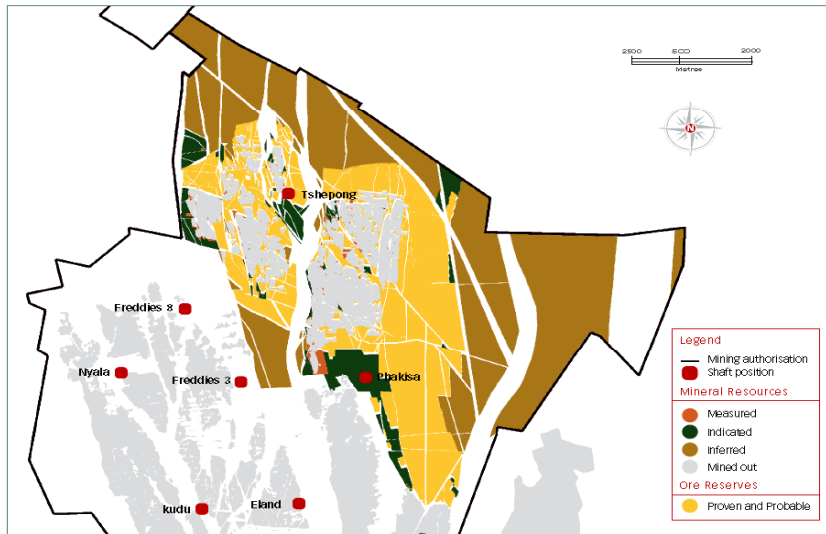 2500 500 2000
Metres
N
Tshepong
Freddies 8
Nyala
Freddies 3
Phakisa
kudu
Eland
Legend
Mining authorisation
Shaft position
Mineral Resources
Measured
Indicated
Inferred
Mined out
Ore Reserves
Proven and Probable